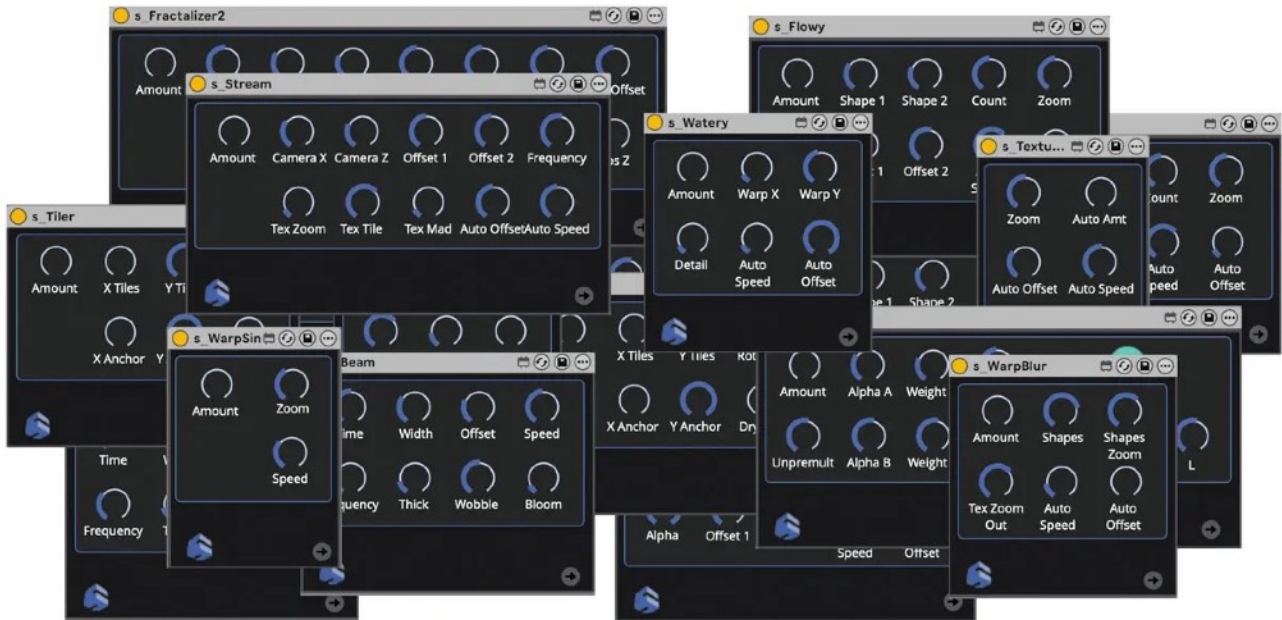 s_Fractalizer2
Amount
Offset
s_Stream
Amount Camera X Camera Z Offset 1 Offset 2 Frequency
Tex Zoom Tex Tile Tex Mad Auto Offset Auto Speed
s_Flowy
Amount Shape 1 Shape 2 Count Zoom
Offset 2
s_Watery
Amount Warp X Warp Y
Detail Auto Speed Auto Offset
s_Textu...
Zoom Auto Amt
Auto Offset Auto Speed
Zoom
Auto
Auto Offset
s_Tiler
Amount X Tiles
X Anchor
Shape 2
s_WarpSin
Amount Zoom
Speed
Beam
Width Offset Speed
Thick Wobble Bloom
Time
Frequency
X Tiles Y Tiles
X Anchor Y Anchor
Amount Alpha A Weight
Unpremult Alpha B Weight
L
s_WarpBlur
Amount Shapes Shapes Zoom
Tex Zoom Out Auto Speed Auto Offset
Alpha Offset 1
Speed Offset